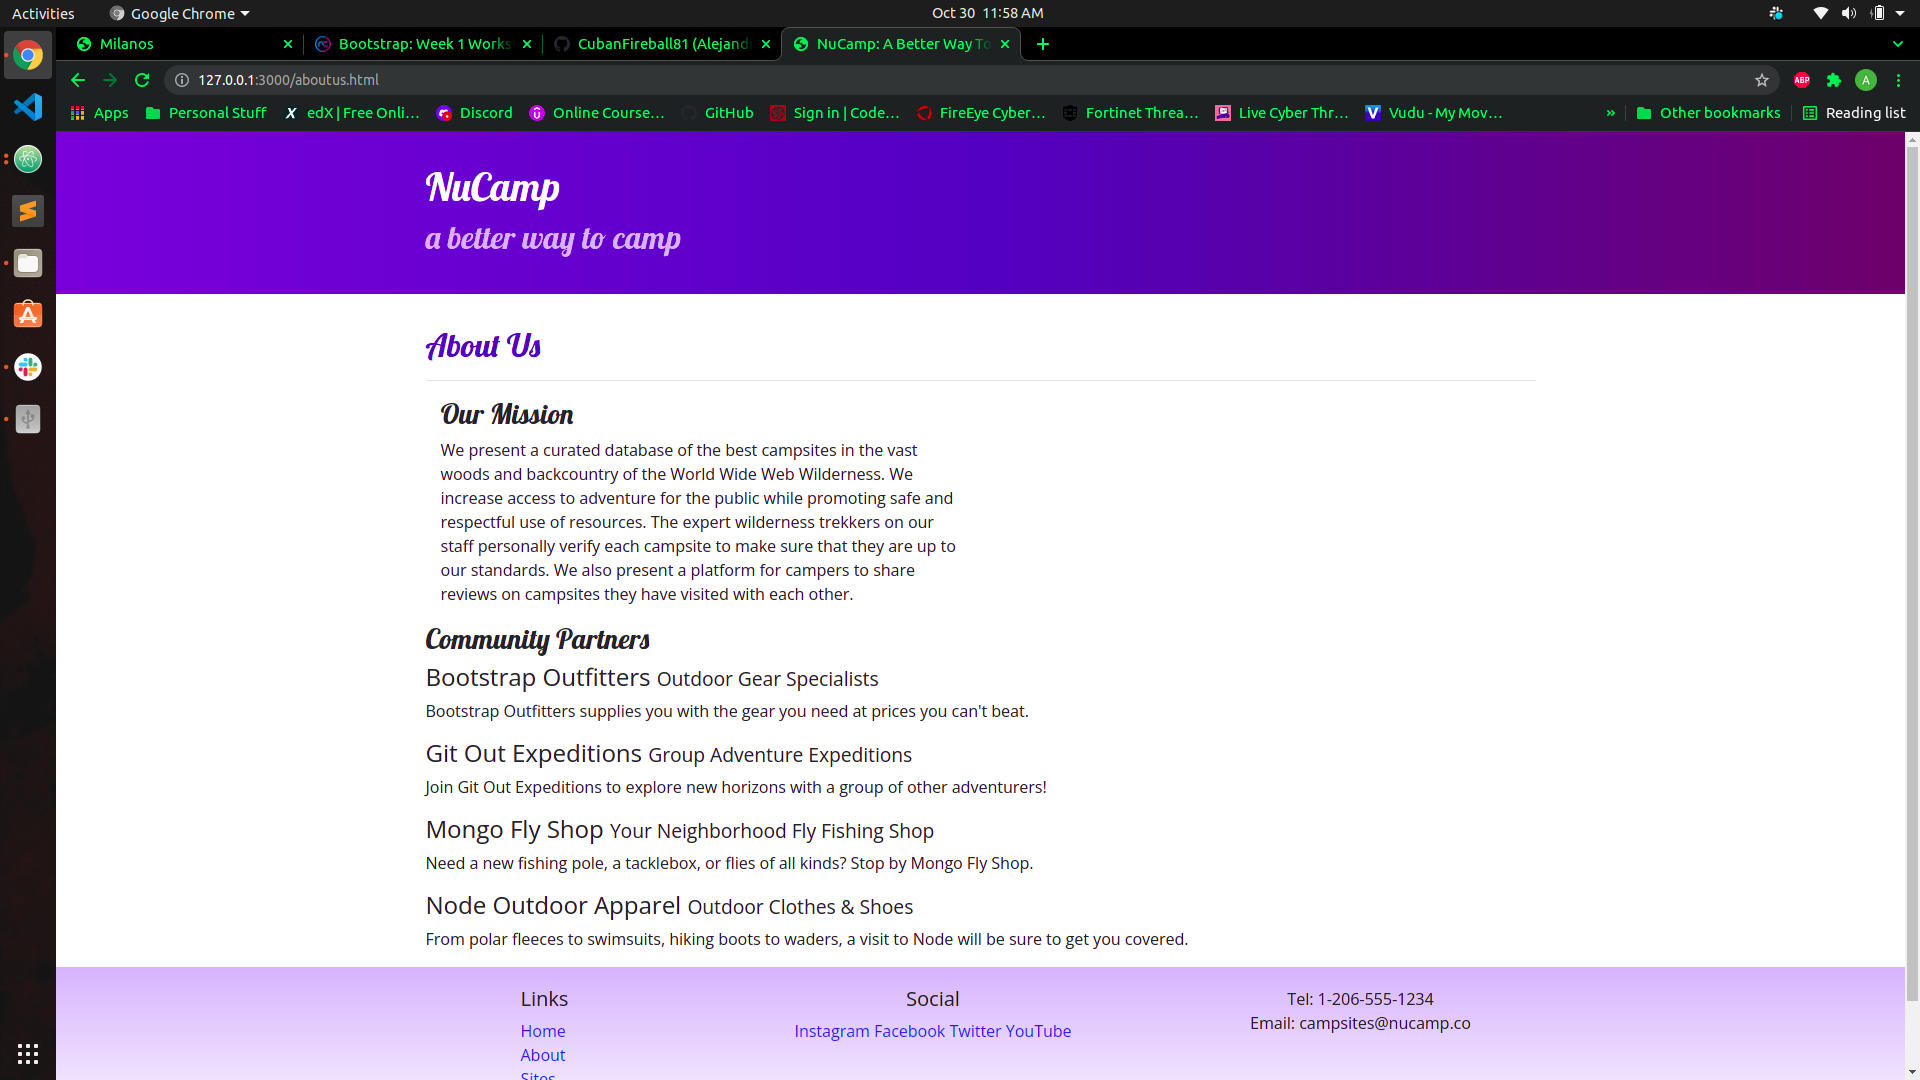 Activities
Google Chrome
Oct 30 11:58 AM
Milanos
Bootstrap: Week 1 Works
CubanFireball81 (Alejand
NuCamp: A Better Way To
127.0.0.1:3000/aboutus.html
ABP
A
Apps
Personal Stuff
edX | Free Onli…
Discord
Online Course…
GitHub
Sign in | Code…
FireEye Cyber…
Fortinet Threa…
Live Cyber Thr…
Vudu - My Mov…
»
Other bookmarks
Reading list
NuCamp
a better way to camp
About Us
Our Mission
We present a curated database of the best campsites in the vast
woods and backcountry of the World Wide Web Wilderness. We
increase access to adventure for the public while promoting safe and
respectful use of resources. The expert wilderness trekkers on our
staff personally verify each campsite to make sure that they are up to
our standards. We also present a platform for campers to share
reviews on campsites they have visited with each other.
Community Partners
Bootstrap Outfitters Outdoor Gear Specialists
Bootstrap Outfitters supplies you with the gear you need at prices you can't beat.
Git Out Expeditions Group Adventure Expeditions
Join Git Out Expeditions to explore new horizons with a group of other adventurers!
Mongo Fly Shop Your Neighborhood Fly Fishing Shop
Need a new fishing pole, a tacklebox, or flies of all kinds? Stop by Mongo Fly Shop.
Node Outdoor Apparel Outdoor Clothes & Shoes
From polar fleeces to swimsuits, hiking boots to waders, a visit to Node will be sure to get you covered.
Links
Home
About
Sites
Social
Instagram Facebook Twitter YouTube
Tel: 1-206-555-1234
Email: campsites@nucamp.co